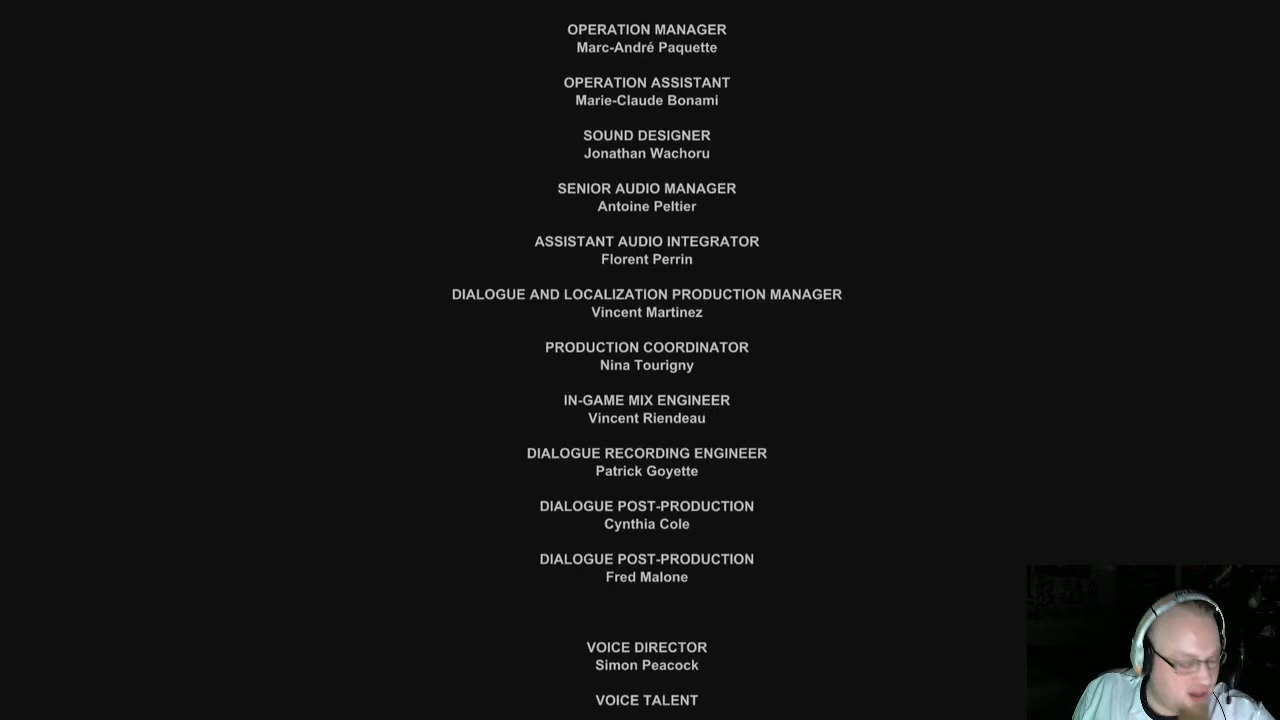 OPERATION MANAGER
Marc-André Paquette
OPERATION ASSISTANT
Marie-Claude Bonami
SOUND DESIGNER
Jonathan Wachoru
SENIOR AUDIO MANAGER
Antoine Peltier
ASSISTANT AUDIO INTEGRATOR
Florent Perrin
DIALOGUE AND LOCALIZATION PRODUCTION MANAGER
Vincent Martinez
PRODUCTION COORDINATOR
Nina Tourigny
IN-GAME MIX ENGINEER
Vincent Riendeau
DIALOGUE RECORDING ENGINEER
Patrick Goyette
DIALOGUE POST-PRODUCTION
Cynthia Cole
DIALOGUE POST-PRODUCTION
Fred Malone
VOICE DIRECTOR
Simon Peacock
VOICE TALENT